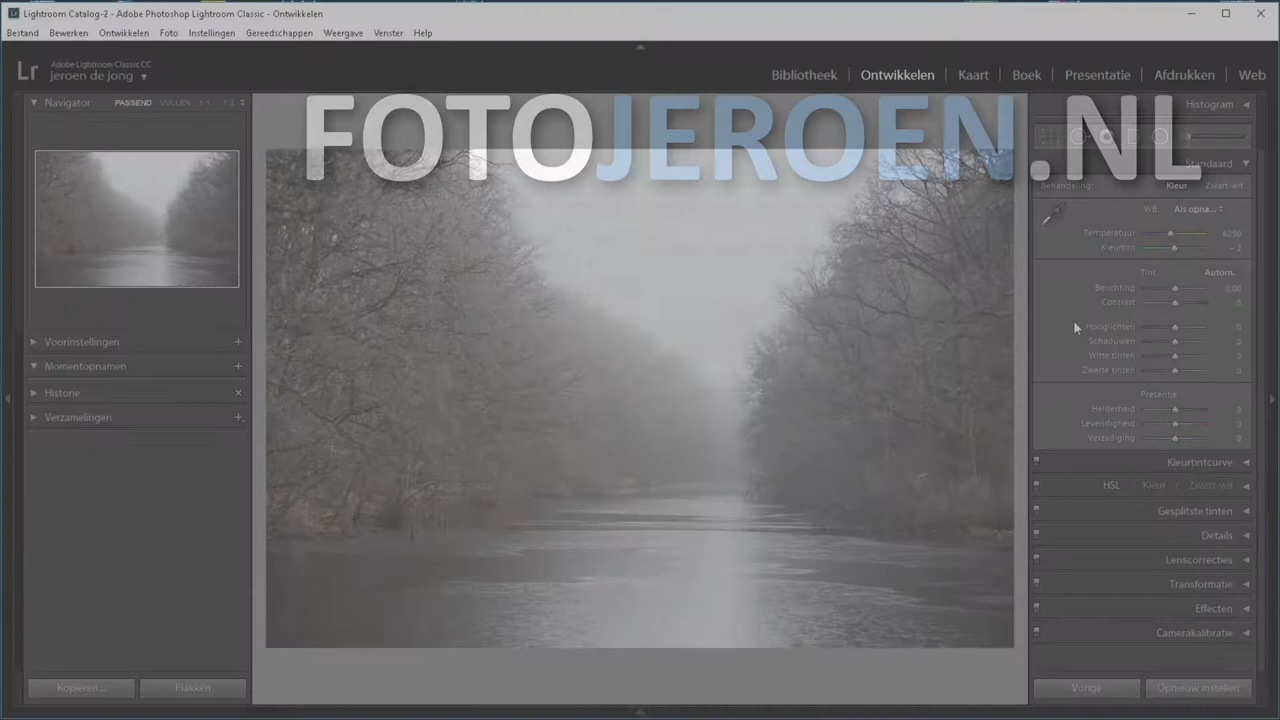 Lightroom Catalog-2 - Adobe Photoshop Lightroom Classic - Ontwikkelen
Bestand Bewerken Ontwikkelen Foto Instellingen Gereedschappen Weergave Venster Help
Lr Adobe Lightroom Classic CC
jeroen de jong
Bibliotheek | Ontwikkelen | Kaart | Boek | Presentatie | Afdrukken | Web
Navigator PASSEND VULLEN 1:1
FOTOJEROEN.NL
Voorinstellingen
Momentopnamen
Historie
Verzamelingen
Kopiëren... Plakken
Histogram
Standaard
Behandeling: Kleur Zwart-wit
WB: Als opna...
Temperatuur 6250
Kleurtint – 2
Tint Autom.
Belichting 0,00
Contrast 0
Hooglichten 0
Schaduwen 0
Witte tinten 0
Zwarte tinten 0
Presentie
Helderheid 0
Levendigheid 0
Verzadiging 0
Kleurtintcurve
HSL / Kleur / Zwart-wit
Gesplitste tinten
Details
Lenscorrecties
Transformatie
Effecten
Camerakalibratie
Vorige Opnieuw instellen